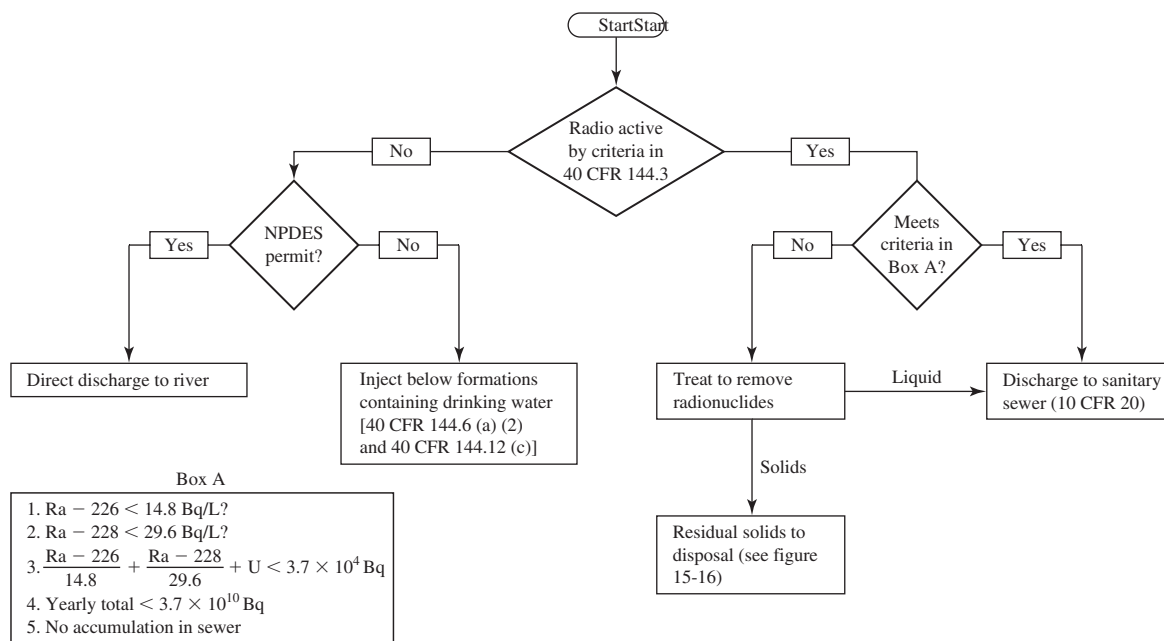 StartStart
Radio active
by criteria in
40 CFR 144.3
No
Yes
NPDES
permit?
Yes
No
Meets
criteria in
Box A?
No
Yes
Direct discharge to river
Inject below formations
containing drinking water
[40 CFR 144.6 (a) (2)
and 40 CFR 144.12 (c)]
Treat to remove
radionuclides
Liquid
Discharge to sanitary
sewer (10 CFR 20)
Solids
Residual solids to
disposal (see figure
15-16)
Box A
1. Ra − 226 < 14.8 Bq/L?
2. Ra − 228 < 29.6 Bq/L?
3. Ra − 226 / 14.8 + Ra − 228 / 29.6 + U < 3.7 × 10⁴ Bq
4. Yearly total < 3.7 × 10¹⁰ Bq
5. No accumulation in sewer